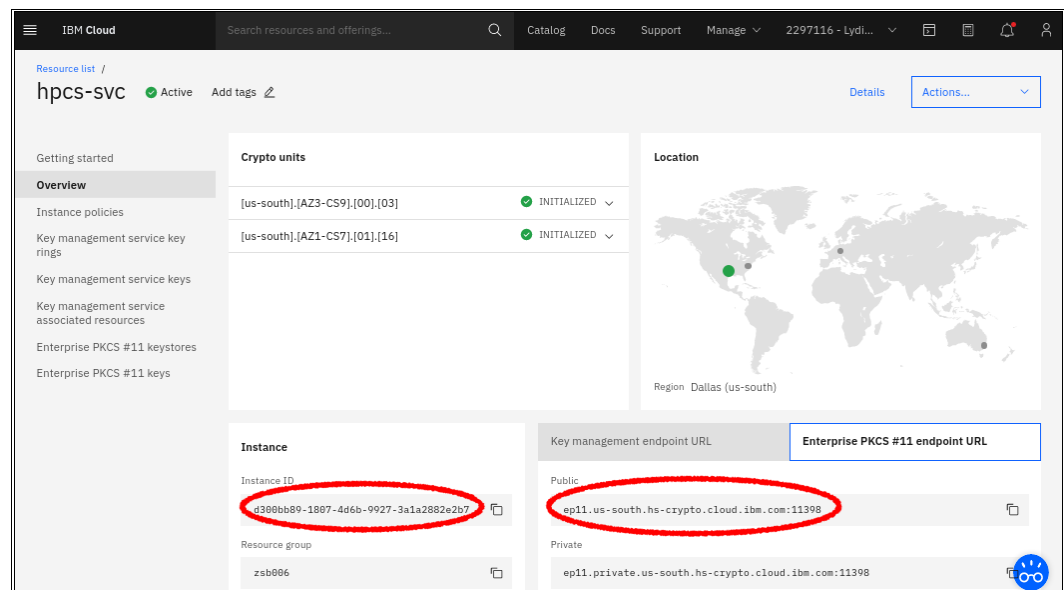 IBM Cloud
Search resources and offerings...
Catalog
Docs
Support
Manage
2297116 - Lydi...
Resource list /
hpcs-svc
Active
Add tags
Details
Actions...
Getting started
Overview
Instance policies
Key management service key
rings
Key management service keys
Key management service
associated resources
Enterprise PKCS #11 keystores
Enterprise PKCS #11 keys
Crypto units
[us-south].[AZ3-CS9].[00].[03]
INITIALIZED
[us-south].[AZ1-CS7].[01].[16]
INITIALIZED
Location
Region Dallas (us-south)
Instance
Instance ID
d300bb89-1807-4d6b-9927-3a1a2882e2b7
Resource group
zsb006
Key management endpoint URL
Enterprise PKCS #11 endpoint URL
Public
ep11.us-south.hs-crypto.cloud.ibm.com:11398
Private
ep11.private.us-south.hs-crypto.cloud.ibm.com:11398